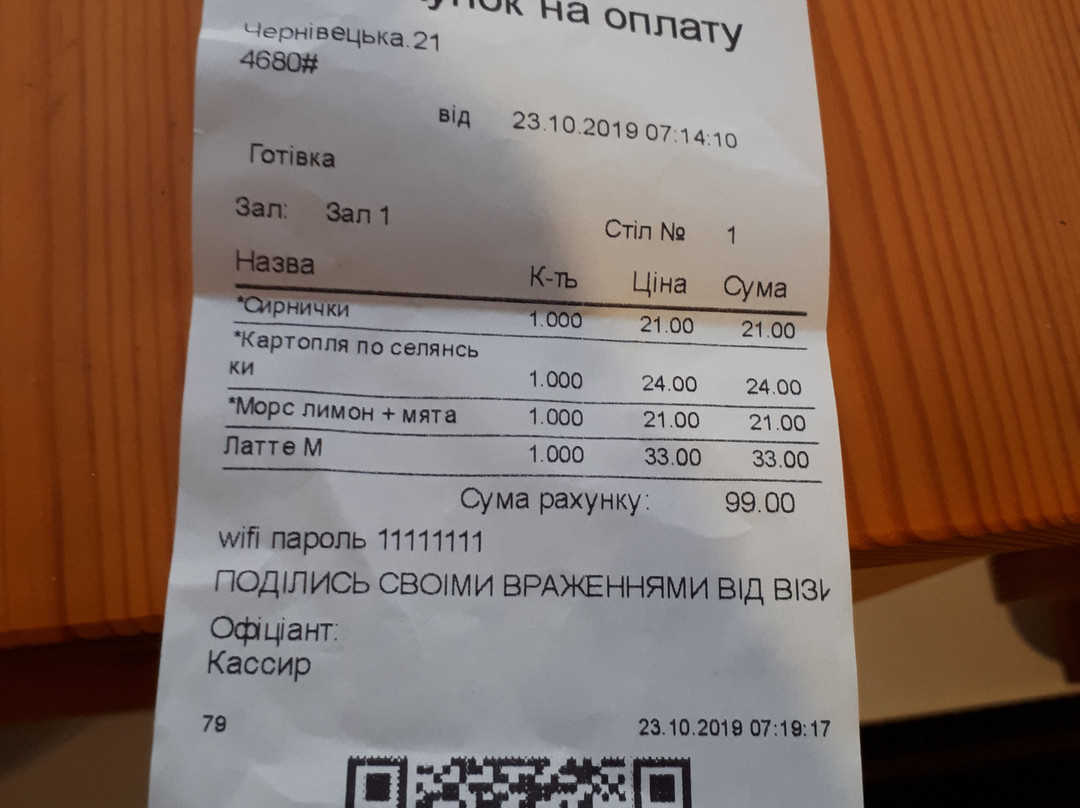 на оплату
Чернівецька.21
4680#
від 23.10.2019 07:14:10
Готівка
Зал: Зал 1 Стіл № 1
Назва К-ть Ціна Сума
*Сирнички 1.000 21.00 21.00
*Картопля по селянсь
ки 1.000 24.00 24.00
*Морс лимон + мята 1.000 21.00 21.00
Латте М 1.000 33.00 33.00
Сума рахунку: 99.00
wifi пароль 11111111
ПОДІЛИСЬ СВОІМИ ВРАЖЕННЯМИ ВІД ВІЗИ
Офіціант:
Кассир
79 23.10.2019 07:19:17